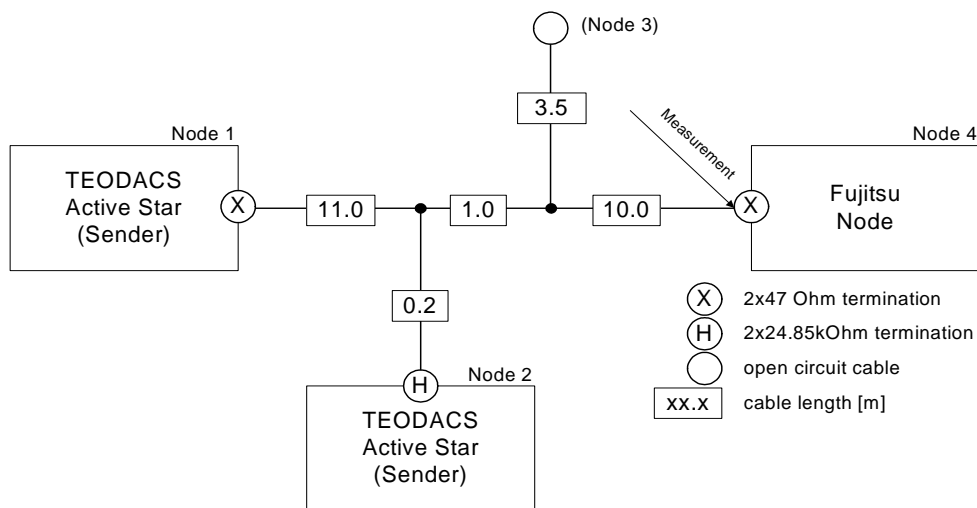 (Node 3)
3.5
Measurement
Node 1
TEODACS
Active Star
(Sender)
X
11.0
1.0
10.0
X
Node 4
Fujitsu
Node
0.2
H
Node 2
TEODACS
Active Star
(Sender)
X 2x47 Ohm termination
H 2x24.85kOhm termination
open circuit cable
xx.x cable length [m]